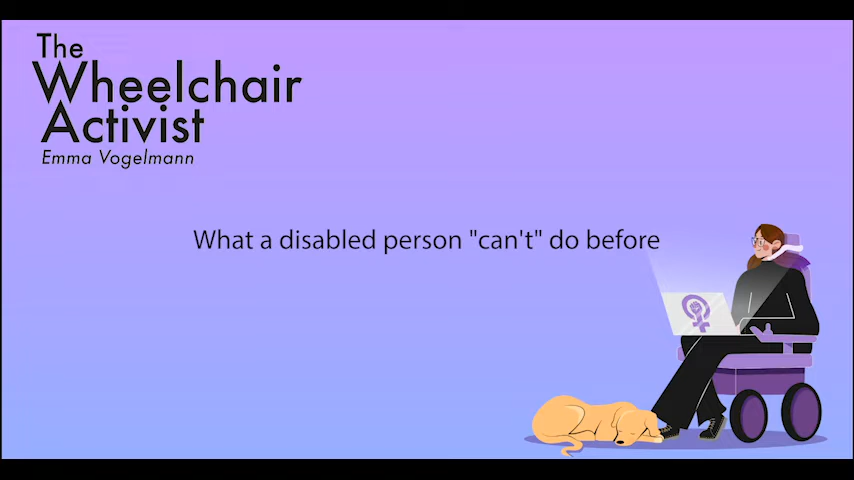 The
Wheelchair
Activist
Emma Vogelmann
What a disabled person "can't" do before